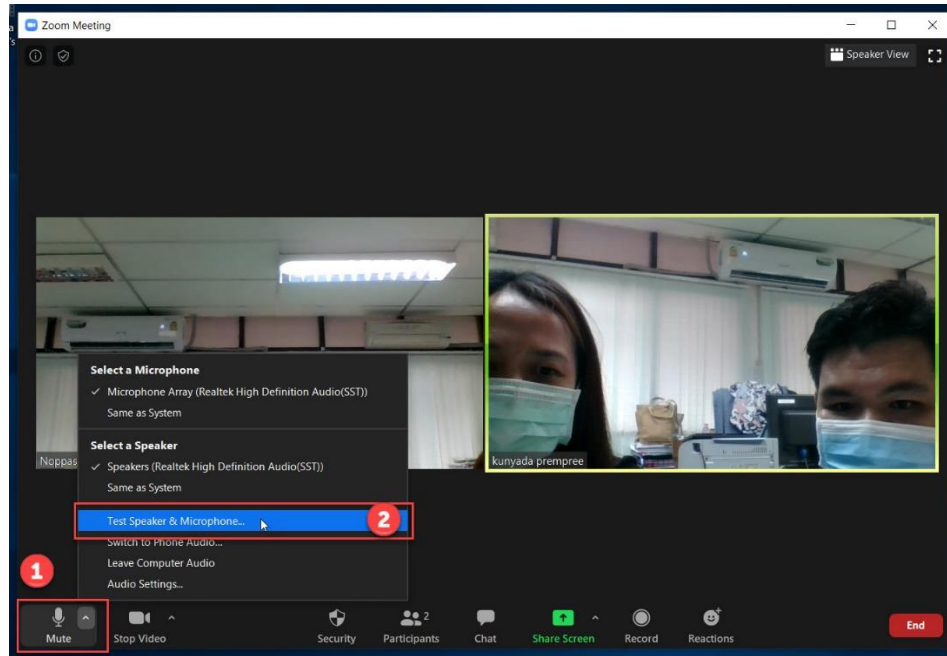 Zoom Meeting
Speaker View
Select a Microphone
✓ Microphone Array (Realtek High Definition Audio(SST))
Same as System
Select a Speaker
✓ Speakers (Realtek High Definition Audio(SST))
Same as System
Test Speaker & Microphone...
2
Switch to Phone Audio...
Leave Computer Audio
Audio Settings...
Noppas
kunyada prempree
1
Mute
Stop Video
Security
Participants
2
Chat
Share Screen
Record
Reactions
End